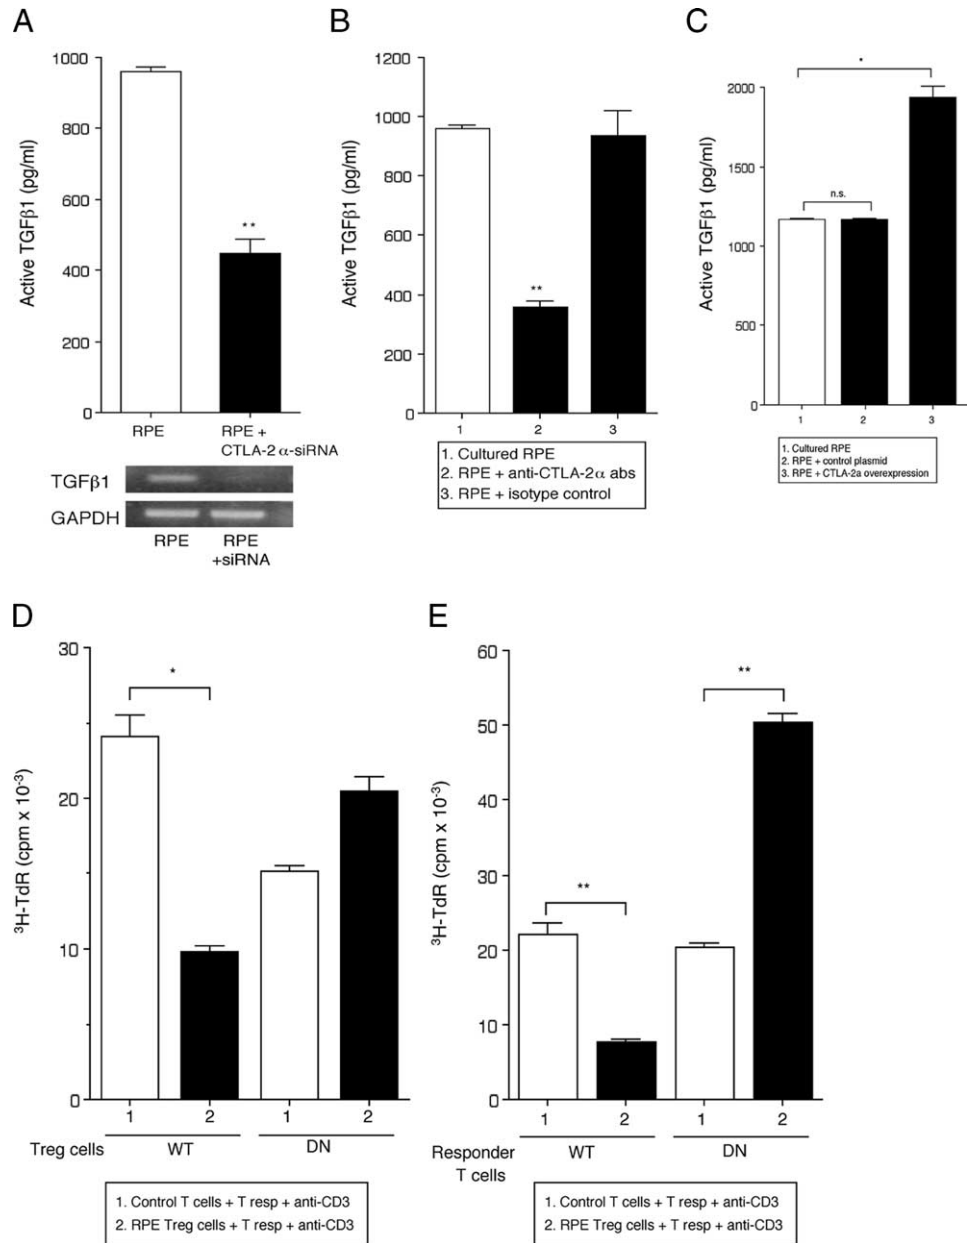 A
Active TGFβ1 (pg/ml)
1000
800
600
400
200
0
**
RPE
RPE +
CTLA-2 α-siRNA
TGFβ1
GAPDH
RPE
RPE
+siRNA
B
Active TGFβ1 (pg/ml)
1200
1000
800
600
400
200
0
**
1 2 3
1. Cultured RPE
2. RPE + anti-CTLA-2α abs
3. RPE + isotype control
C
Active TGFβ1 (pg/ml)
2000
1500
1000
500
0
*
n.s.
1 2 3
1. Cultured RPE
2. RPE + control plasmid
3. RPE + CTLA-2a overexpression
D
³H-TdR (cpm x 10⁻³)
30
20
10
0
*
1 2 1 2
Treg cells WT DN
1. Control T cells + T resp + anti-CD3
2. RPE Treg cells + T resp + anti-CD3
E
³H-TdR (cpm x 10⁻³)
60
50
40
30
20
10
0
**
**
1 2 1 2
Responder WT DN
T cells
1. Control T cells + T resp + anti-CD3
2. RPE Treg cells + T resp + anti-CD3